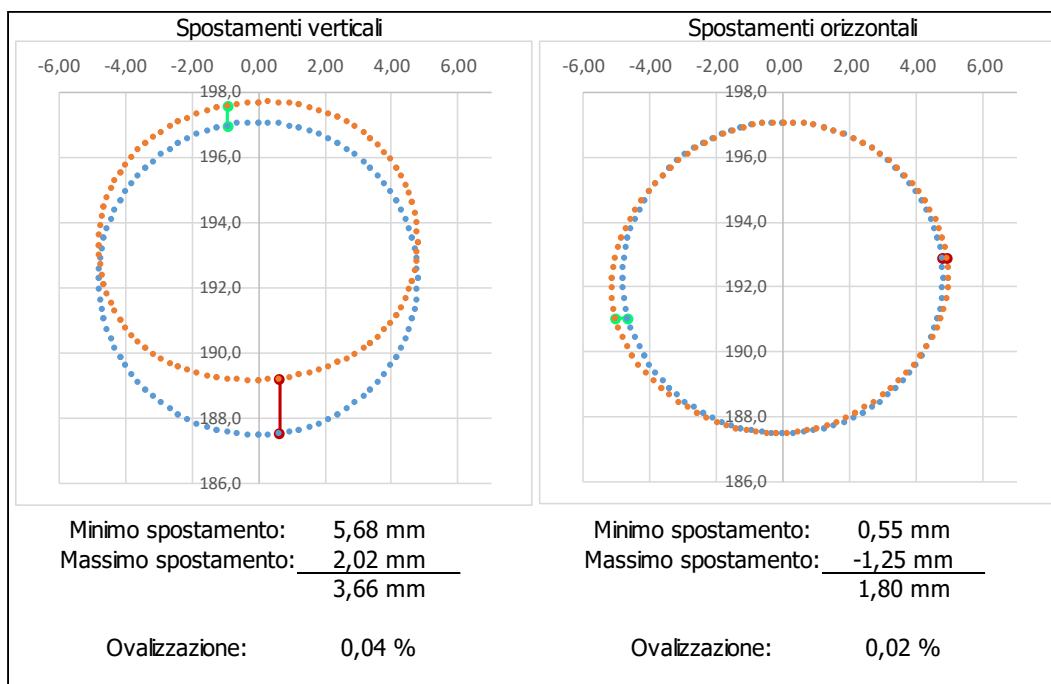 Spostamenti verticali
-6,00 -4,00 -2,00 0,00 2,00 4,00 6,00
198,0
196,0
194,0
192,0
190,0
188,0
186,0
Minimo spostamento: 5,68 mm
Massimo spostamento: 2,02 mm
3,66 mm
Ovalizzazione: 0,04 %
Spostamenti orizzontali
-6,00 -4,00 -2,00 0,00 2,00 4,00 6,00
198,0
196,0
194,0
192,0
190,0
188,0
186,0
Minimo spostamento: 0,55 mm
Massimo spostamento: -1,25 mm
1,80 mm
Ovalizzazione: 0,02 %